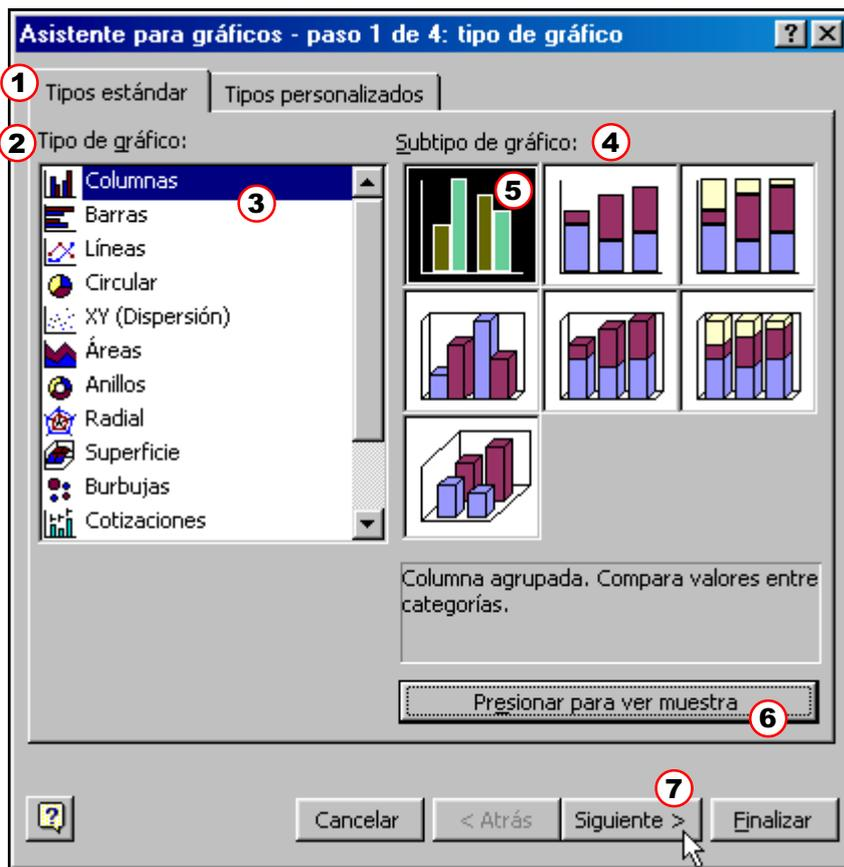 Asistente para gráficos - paso 1 de 4: tipo de gráfico
1 Tipos estándar Tipos personalizados
2 Tipo de gráfico:
Columnas 3
Barras
Líneas
Circular
XY (Dispersión)
Áreas
Anillos
Radial
Superficie
Burbujas
Cotizaciones
Subtipo de gráfico: 4
5
Columna agrupada. Compara valores entre
categorías.
Presionar para ver muestra 6
7
Cancelar < Atrás Siguiente > Finalizar